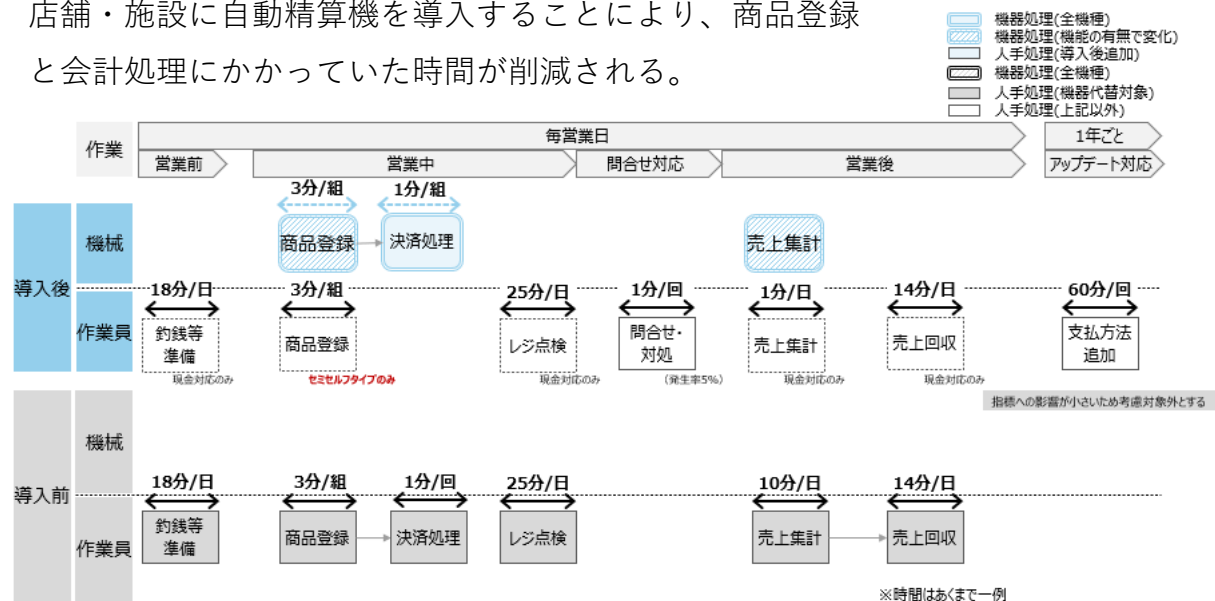 店舗・施設に自動精算機を導入することにより、商品登録
と会計処理にかかっていた時間が削減される。
機器処理(全機種)
機器処理(機能の有無で変化)
人手処理(導入後追加)
機器処理(全機種)
人手処理(機器代替対象)
人手処理(上記以外)
作業
毎営業日
1年ごと
営業前
営業中
問合せ対応
営業後
アップデート対応
導入後
機械
3分/組
1分/組
商品登録
決済処理
売上集計
作業員
18分/日
3分/組
25分/日
1分/回
1分/日
14分/日
60分/回
釣銭等
準備
商品登録
レジ点検
問合せ・
対処
売上集計
売上回収
支払方法
追加
現金対応のみ
セミセルフタイプのみ
現金対応のみ
(発生率5%)
現金対応のみ
現金対応のみ
指標への影響が小さいため考慮対象外とする
導入前
機械
作業員
18分/日
3分/組
1分/回
25分/日
10分/日
14分/日
釣銭等
準備
商品登録
決済処理
レジ点検
売上集計
売上回収
※時間はあくまで一例